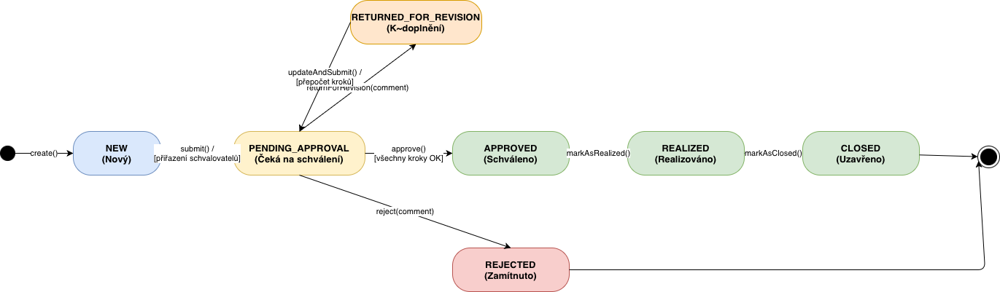 RETURNED_FOR_REVISION
(K~doplnění)
updateAndSubmit() /
[přepočet kroků]
returnForRevision(comment)
create()
NEW
(Nový)
submit() /
[přiřazení schvalovatelů]
PENDING_APPROVAL
(Čeká na schválení)
approve()
[všechny kroky OK]
APPROVED
(Schváleno)
markAsRealized()
REALIZED
(Realizováno)
markAsClosed()
CLOSED
(Uzavřeno)
reject(comment)
REJECTED
(Zamítnuto)